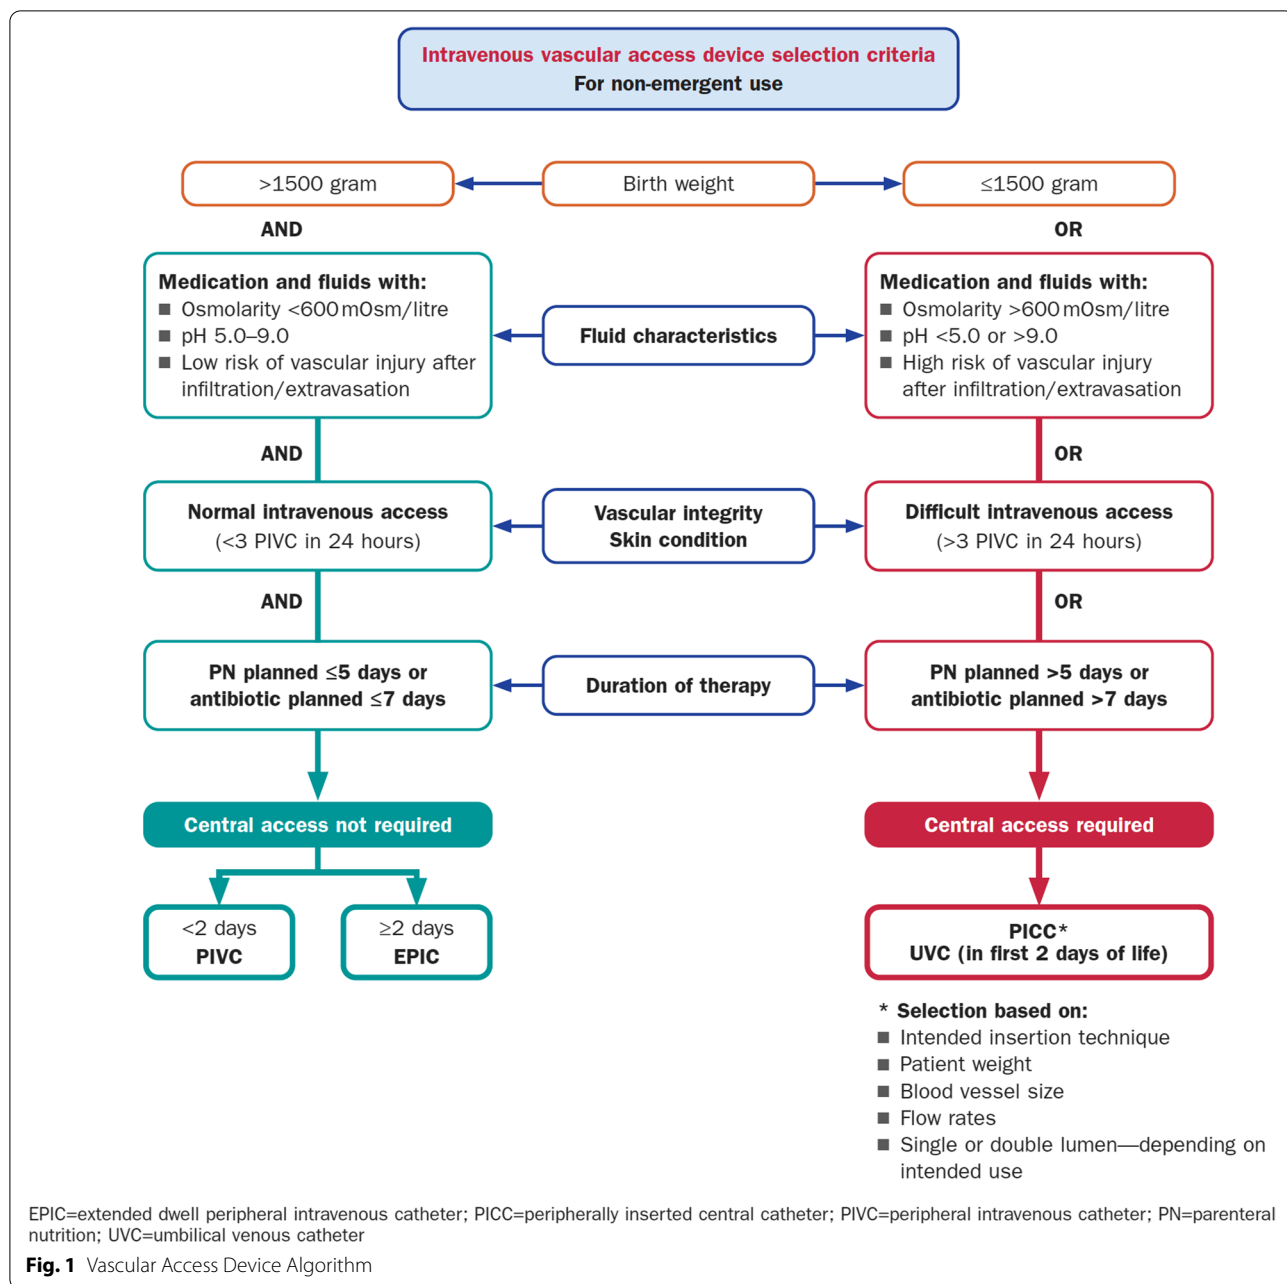 Intravenous vascular access device selection criteria
For non-emergent use
>1500 gram
Birth weight
≤1500 gram
AND
OR
Medication and fluids with:
■ Osmolarity <600 mOsm/litre
■ pH 5.0–9.0
■ Low risk of vascular injury after
infiltration/extravasation
Fluid characteristics
Medication and fluids with:
■ Osmolarity >600 mOsm/litre
■ pH <5.0 or >9.0
■ High risk of vascular injury
after infiltration/extravasation
AND
OR
Normal intravenous access
(<3 PIVC in 24 hours)
Vascular integrity
Skin condition
Difficult intravenous access
(>3 PIVC in 24 hours)
AND
OR
PN planned ≤5 days or
antibiotic planned ≤7 days
Duration of therapy
PN planned >5 days or
antibiotic planned >7 days
Central access not required
Central access required
<2 days
PIVC
≥2 days
EPIC
PICC*
UVC (in first 2 days of life)
* Selection based on:
■ Intended insertion technique
■ Patient weight
■ Blood vessel size
■ Flow rates
■ Single or double lumen—depending on
intended use
EPIC=extended dwell peripheral intravenous catheter; PICC=peripherally inserted central catheter; PIVC=peripheral intravenous catheter; PN=parenteral
nutrition; UVC=umbilical venous catheter
Fig. 1 Vascular Access Device Algorithm